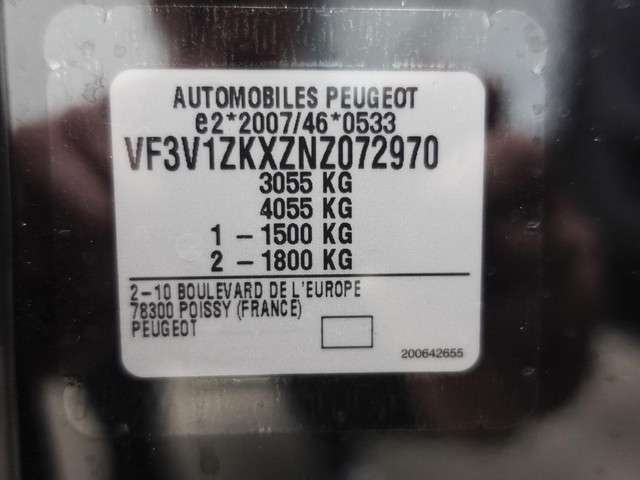 AUTOMOBILES PEUGEOT
e2*2007/46*0533
VF3V1ZKXZNZ072970
3055 KG
4055 KG
1 - 1500 KG
2 - 1800 KG
2-10 BOULEVARD DE L'EUROPE
78300 POISSY (FRANCE)
PEUGEOT
200642655